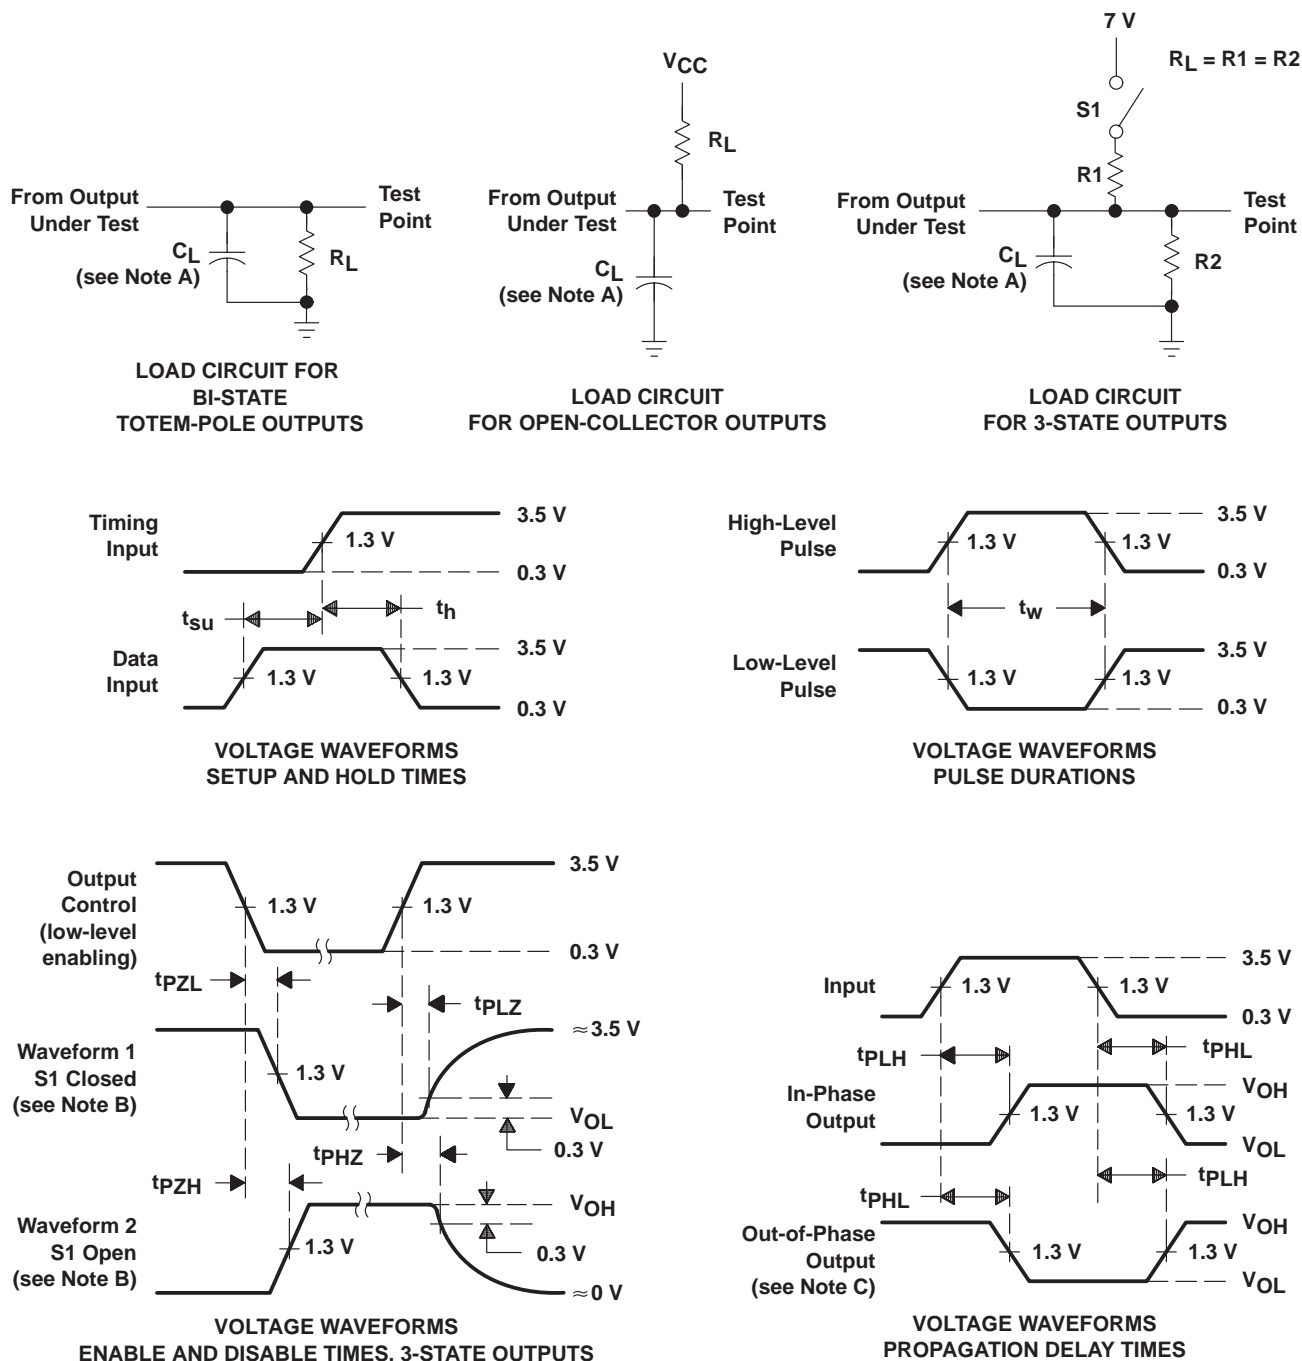 7 V
RL = R1 = R2
S1
R1
From Output
Under Test
Test
Point
CL
(see Note A)
R2
LOAD CIRCUIT
FOR 3-STATE OUTPUTS
VCC
RL
From Output
Under Test
Test
Point
CL
(see Note A)
LOAD CIRCUIT
FOR OPEN-COLLECTOR OUTPUTS
From Output
Under Test
Test
Point
CL
(see Note A)
RL
LOAD CIRCUIT FOR
BI-STATE
TOTEM-POLE OUTPUTS
Timing
Input
1.3 V
3.5 V
0.3 V
tsu
th
Data
Input
1.3 V
1.3 V
3.5 V
0.3 V
VOLTAGE WAVEFORMS
SETUP AND HOLD TIMES
High-Level
Pulse
1.3 V
1.3 V
3.5 V
0.3 V
tw
Low-Level
Pulse
1.3 V
1.3 V
3.5 V
0.3 V
VOLTAGE WAVEFORMS
PULSE DURATIONS
Output
Control
(low-level
enabling)
1.3 V
1.3 V
3.5 V
0.3 V
tPZL
tPLZ
Waveform 1
S1 Closed
(see Note B)
1.3 V
≈3.5 V
VOL
0.3 V
tPHZ
tPZH
Waveform 2
S1 Open
(see Note B)
1.3 V
VOH
0.3 V
≈0 V
VOLTAGE WAVEFORMS
ENABLE AND DISABLE TIMES, 3-STATE OUTPUTS
Input
1.3 V
1.3 V
3.5 V
0.3 V
tPLH
tPHL
In-Phase
Output
1.3 V
1.3 V
VOH
VOL
tPHL
tPLH
Out-of-Phase
Output
(see Note C)
1.3 V
1.3 V
VOH
VOL
VOLTAGE WAVEFORMS
PROPAGATION DELAY TIMES